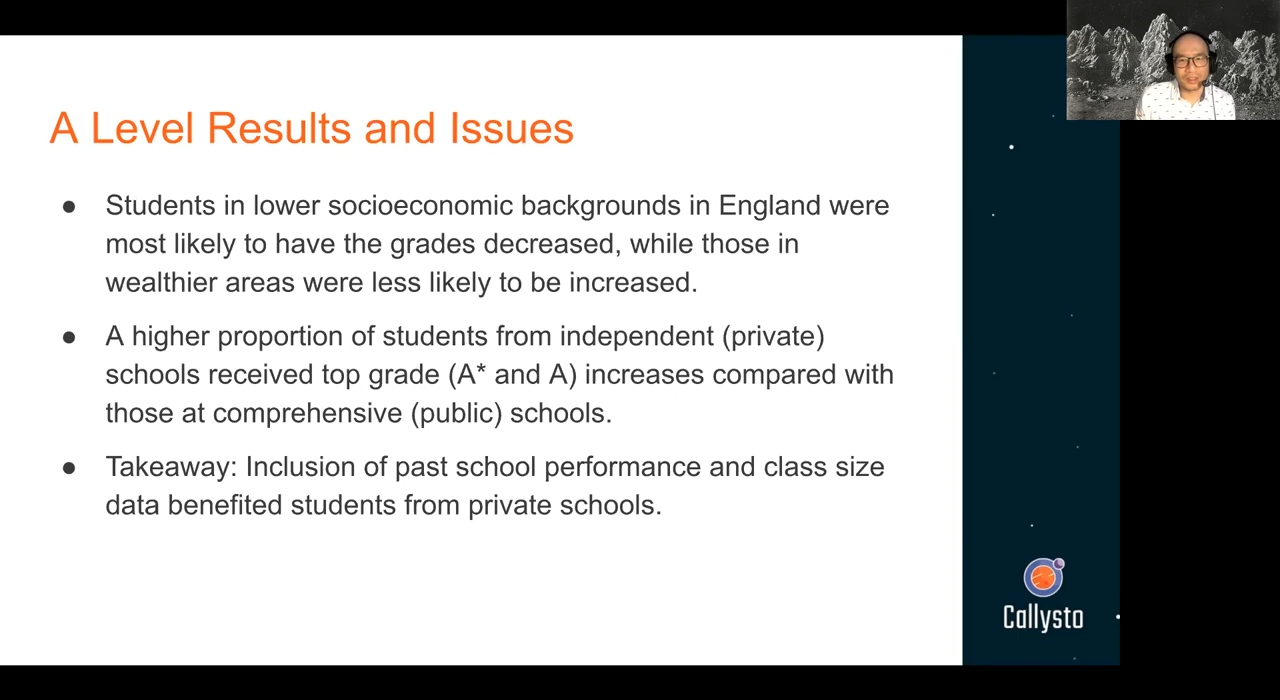 A Level Results and Issues
● Students in lower socioeconomic backgrounds in England were
most likely to have the grades decreased, while those in
wealthier areas were less likely to be increased.
● A higher proportion of students from independent (private)
schools received top grade (A* and A) increases compared with
those at comprehensive (public) schools.
● Takeaway: Inclusion of past school performance and class size
data benefited students from private schools.
Callysto